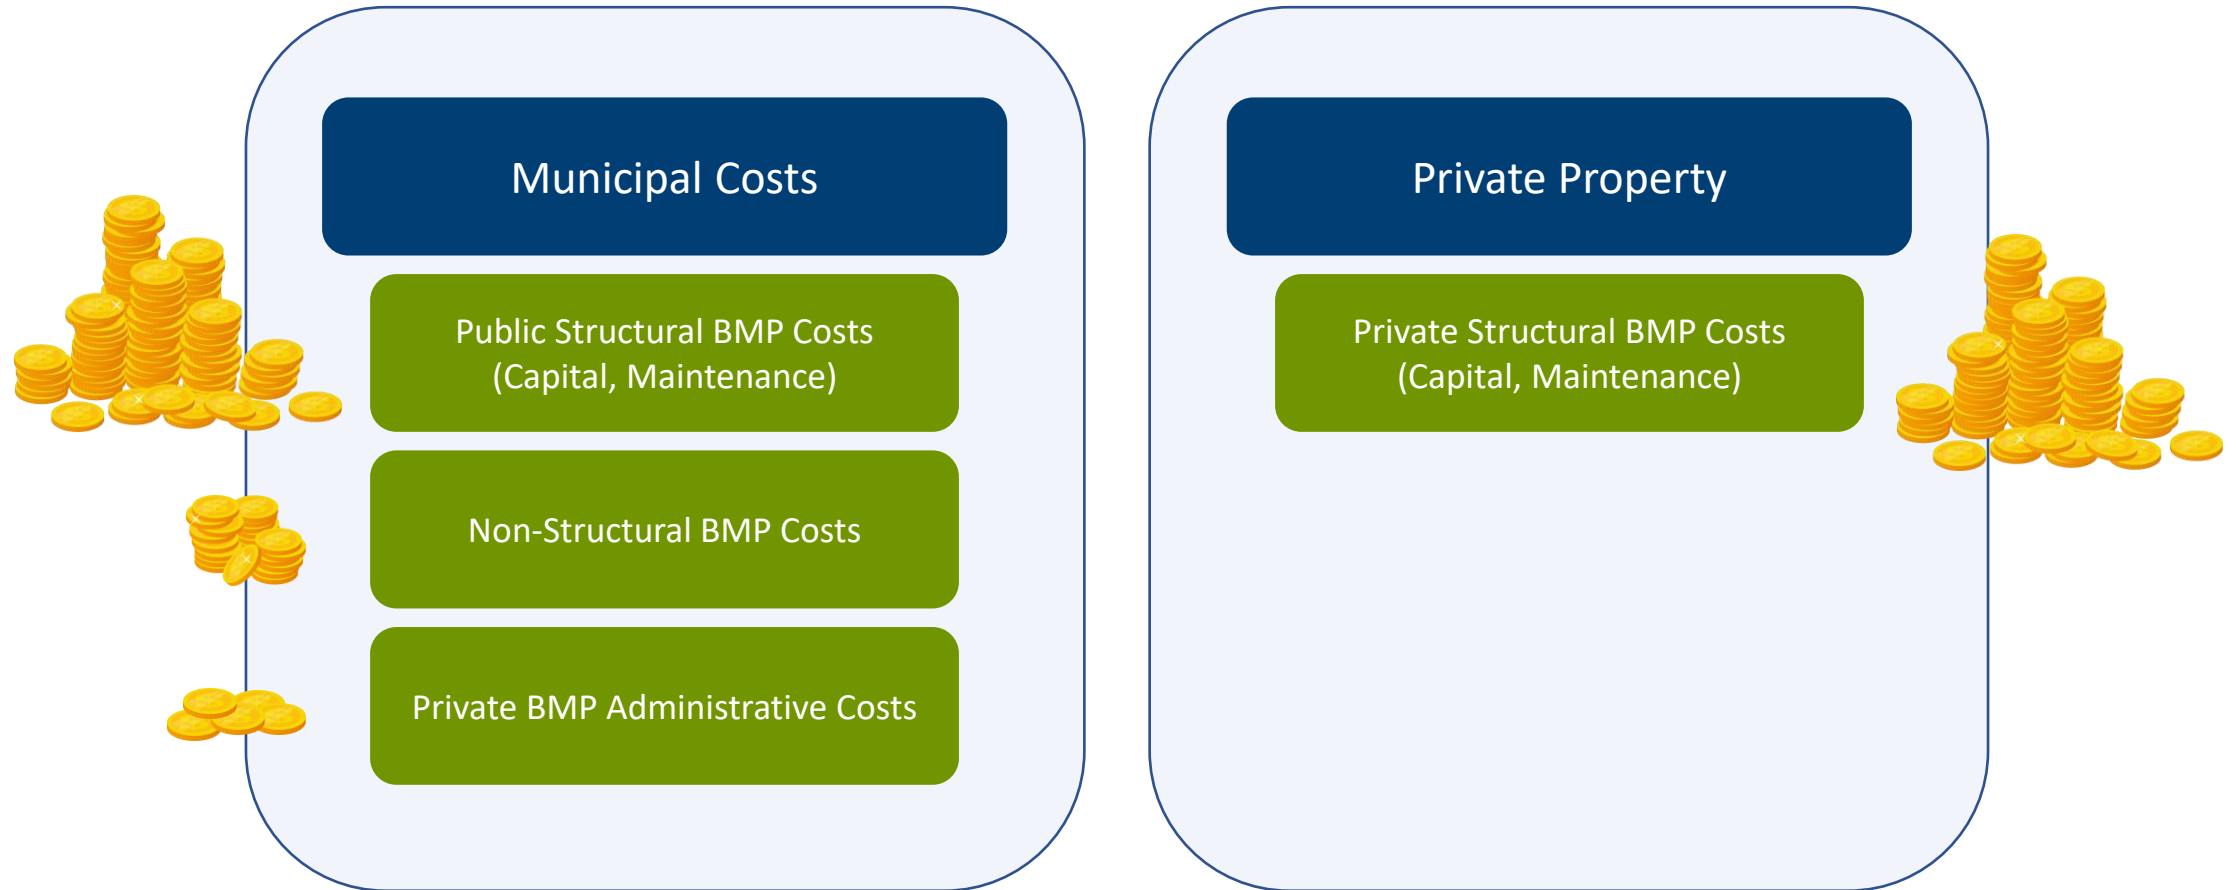 Municipal Costs
Public Structural BMP Costs
(Capital, Maintenance)
Non-Structural BMP Costs
Private BMP Administrative Costs
Private Property
Private Structural BMP Costs
(Capital, Maintenance)